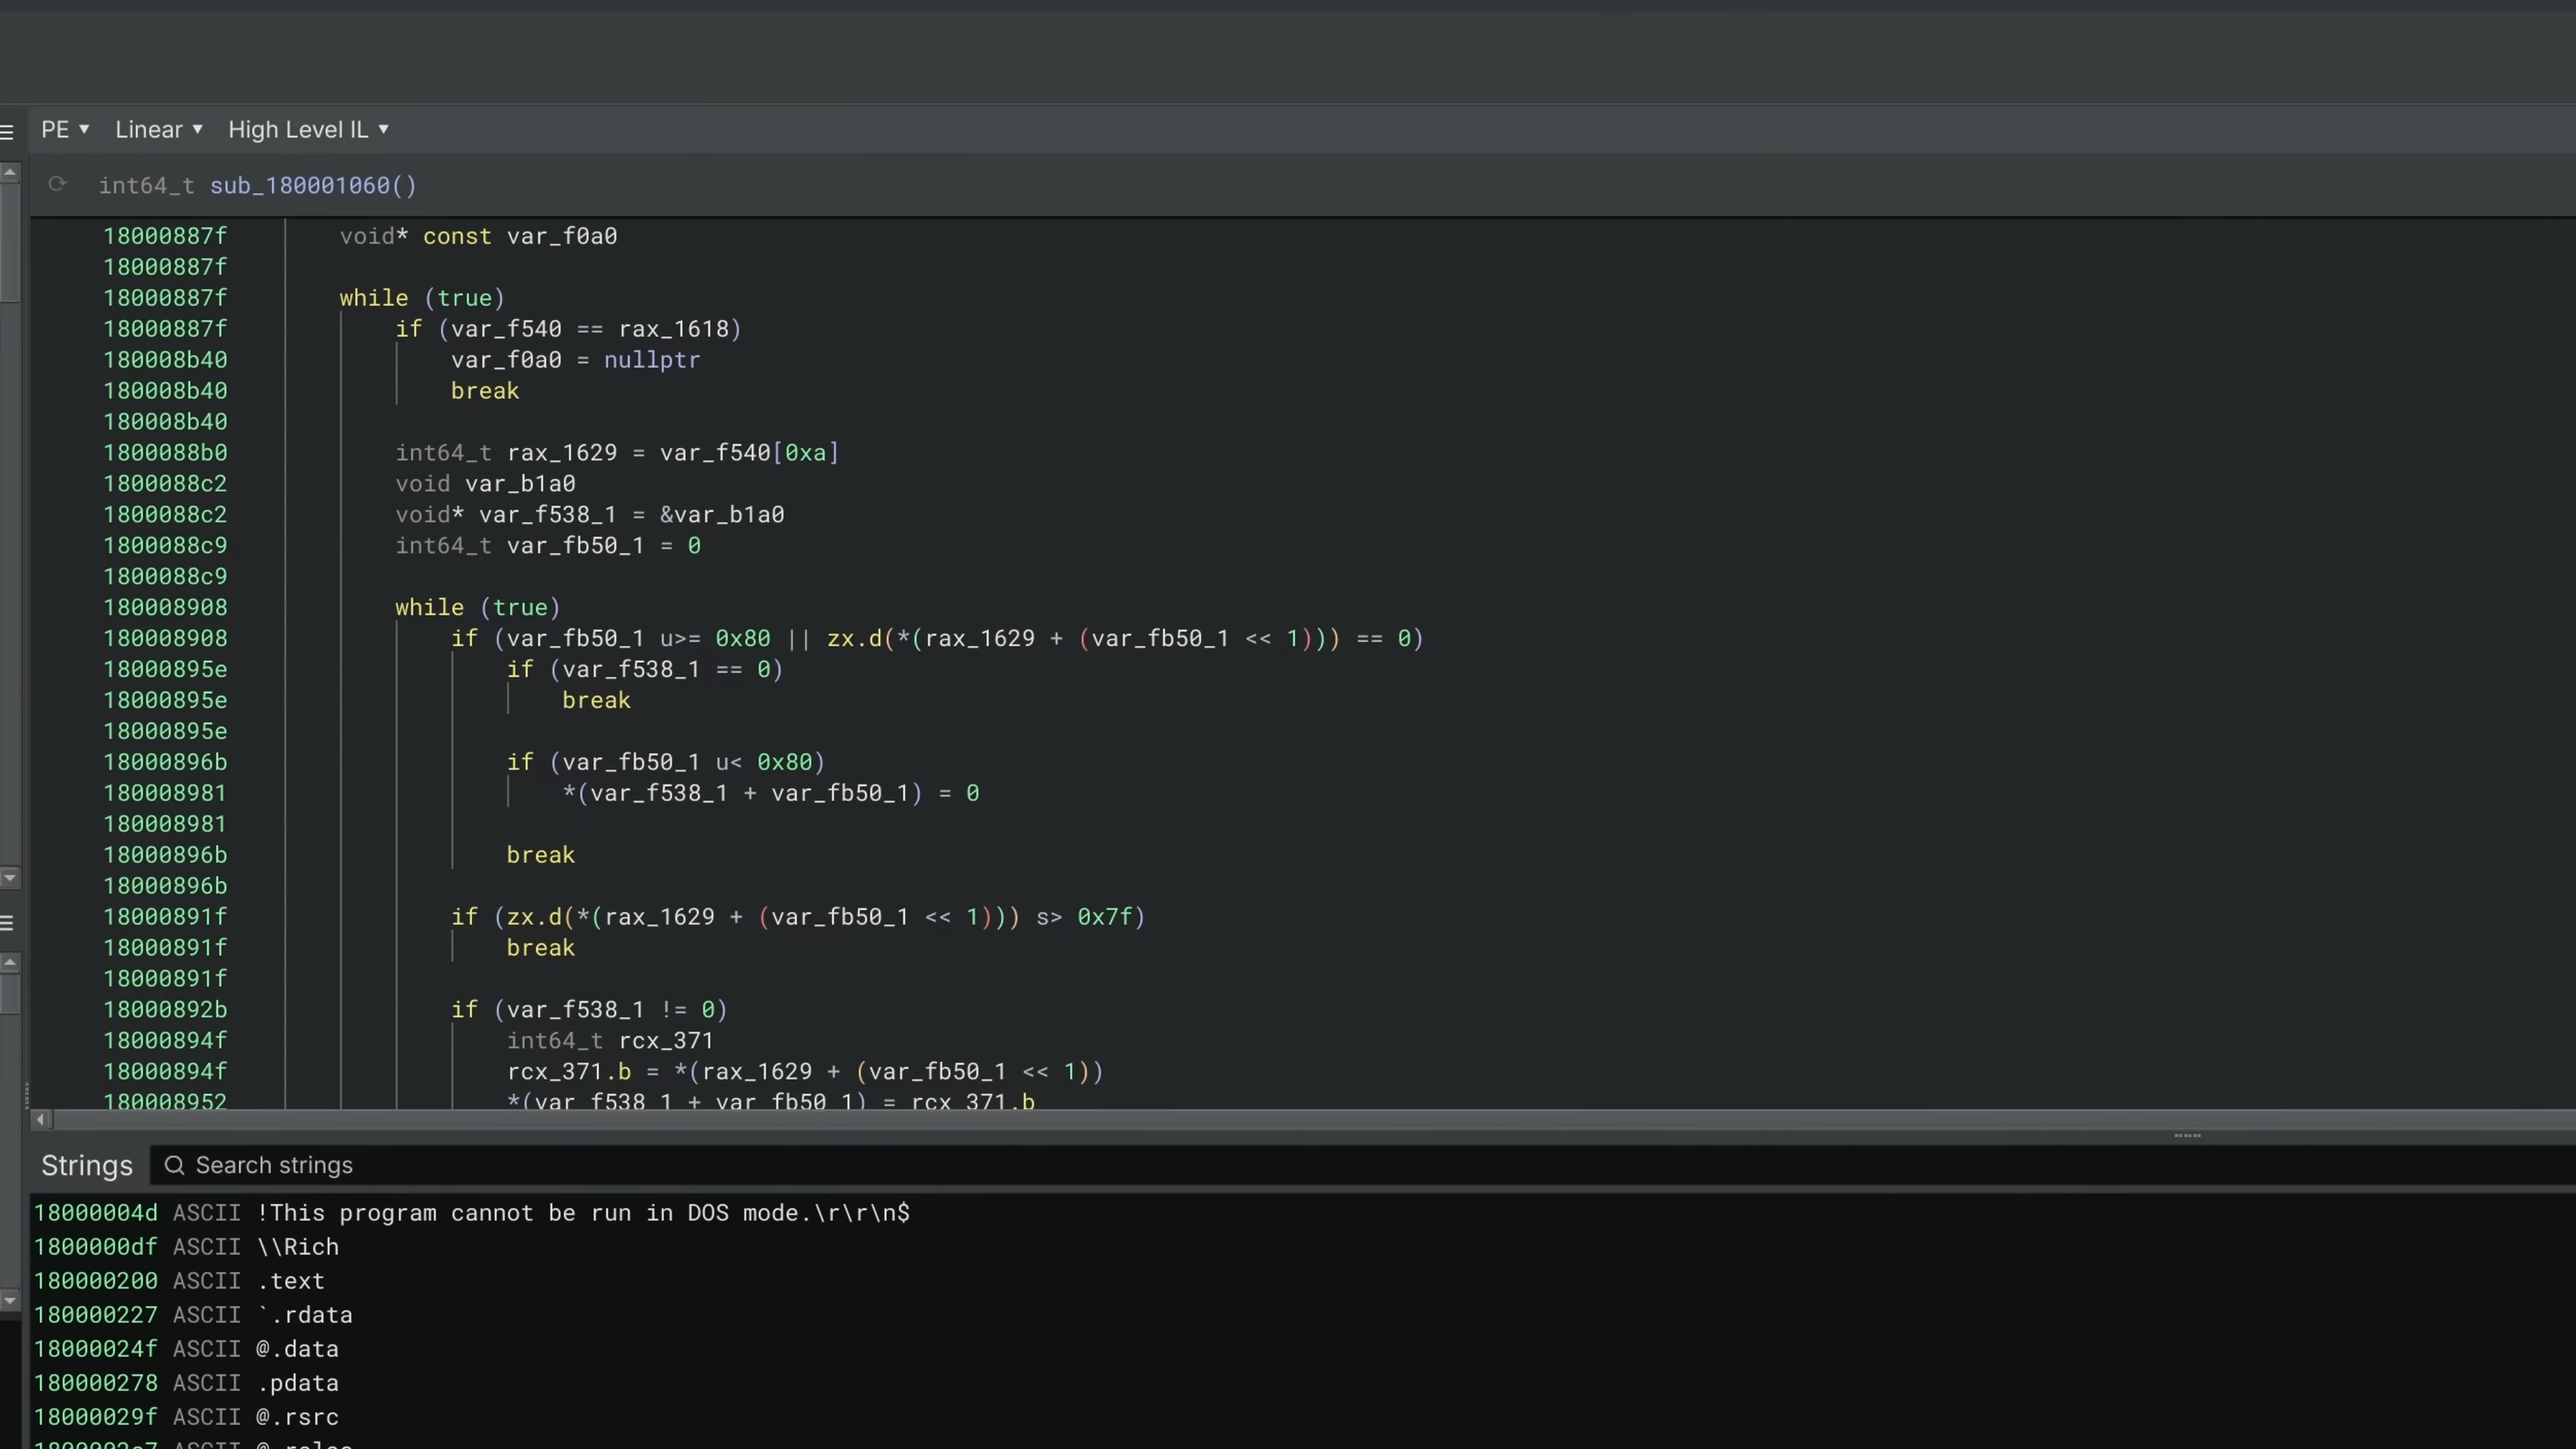 PE ▼ Linear ▼ High Level IL ▼
int64_t sub_180001060()
18000887f void* const var_f0a0
18000887f
18000887f while (true)
18000887f if (var_f540 == rax_1618)
180008b40 var_f0a0 = nullptr
180008b40 break
180008b40
1800088b0 int64_t rax_1629 = var_f540[0xa]
1800088c2 void var_b1a0
1800088c2 void* var_f538_1 = &var_b1a0
1800088c9 int64_t var_fb50_1 = 0
1800088c9
180008908 while (true)
180008908 if (var_fb50_1 u>= 0x80 || zx.d(*(rax_1629 + (var_fb50_1 << 1))) == 0)
18000895e if (var_f538_1 == 0)
18000895e break
18000895e
18000896b if (var_fb50_1 u< 0x80)
180008981 *(var_f538_1 + var_fb50_1) = 0
180008981
18000896b break
18000896b
18000891f if (zx.d(*(rax_1629 + (var_fb50_1 << 1))) s> 0x7f)
18000891f break
18000891f
18000892b if (var_f538_1 != 0)
18000894f int64_t rcx_371
18000894f rcx_371.b = *(rax_1629 + (var_fb50_1 << 1))
180008952 *(var_f538_1 + var_fb50_1) = rcx_371.b
Strings Search strings
18000004d ASCII !This program cannot be run in DOS mode.\r\r\n$
1800000df ASCII \\Rich
180000200 ASCII .text
180000227 ASCII `.rdata
18000024f ASCII @.data
180000278 ASCII .pdata
18000029f ASCII @.rsrc